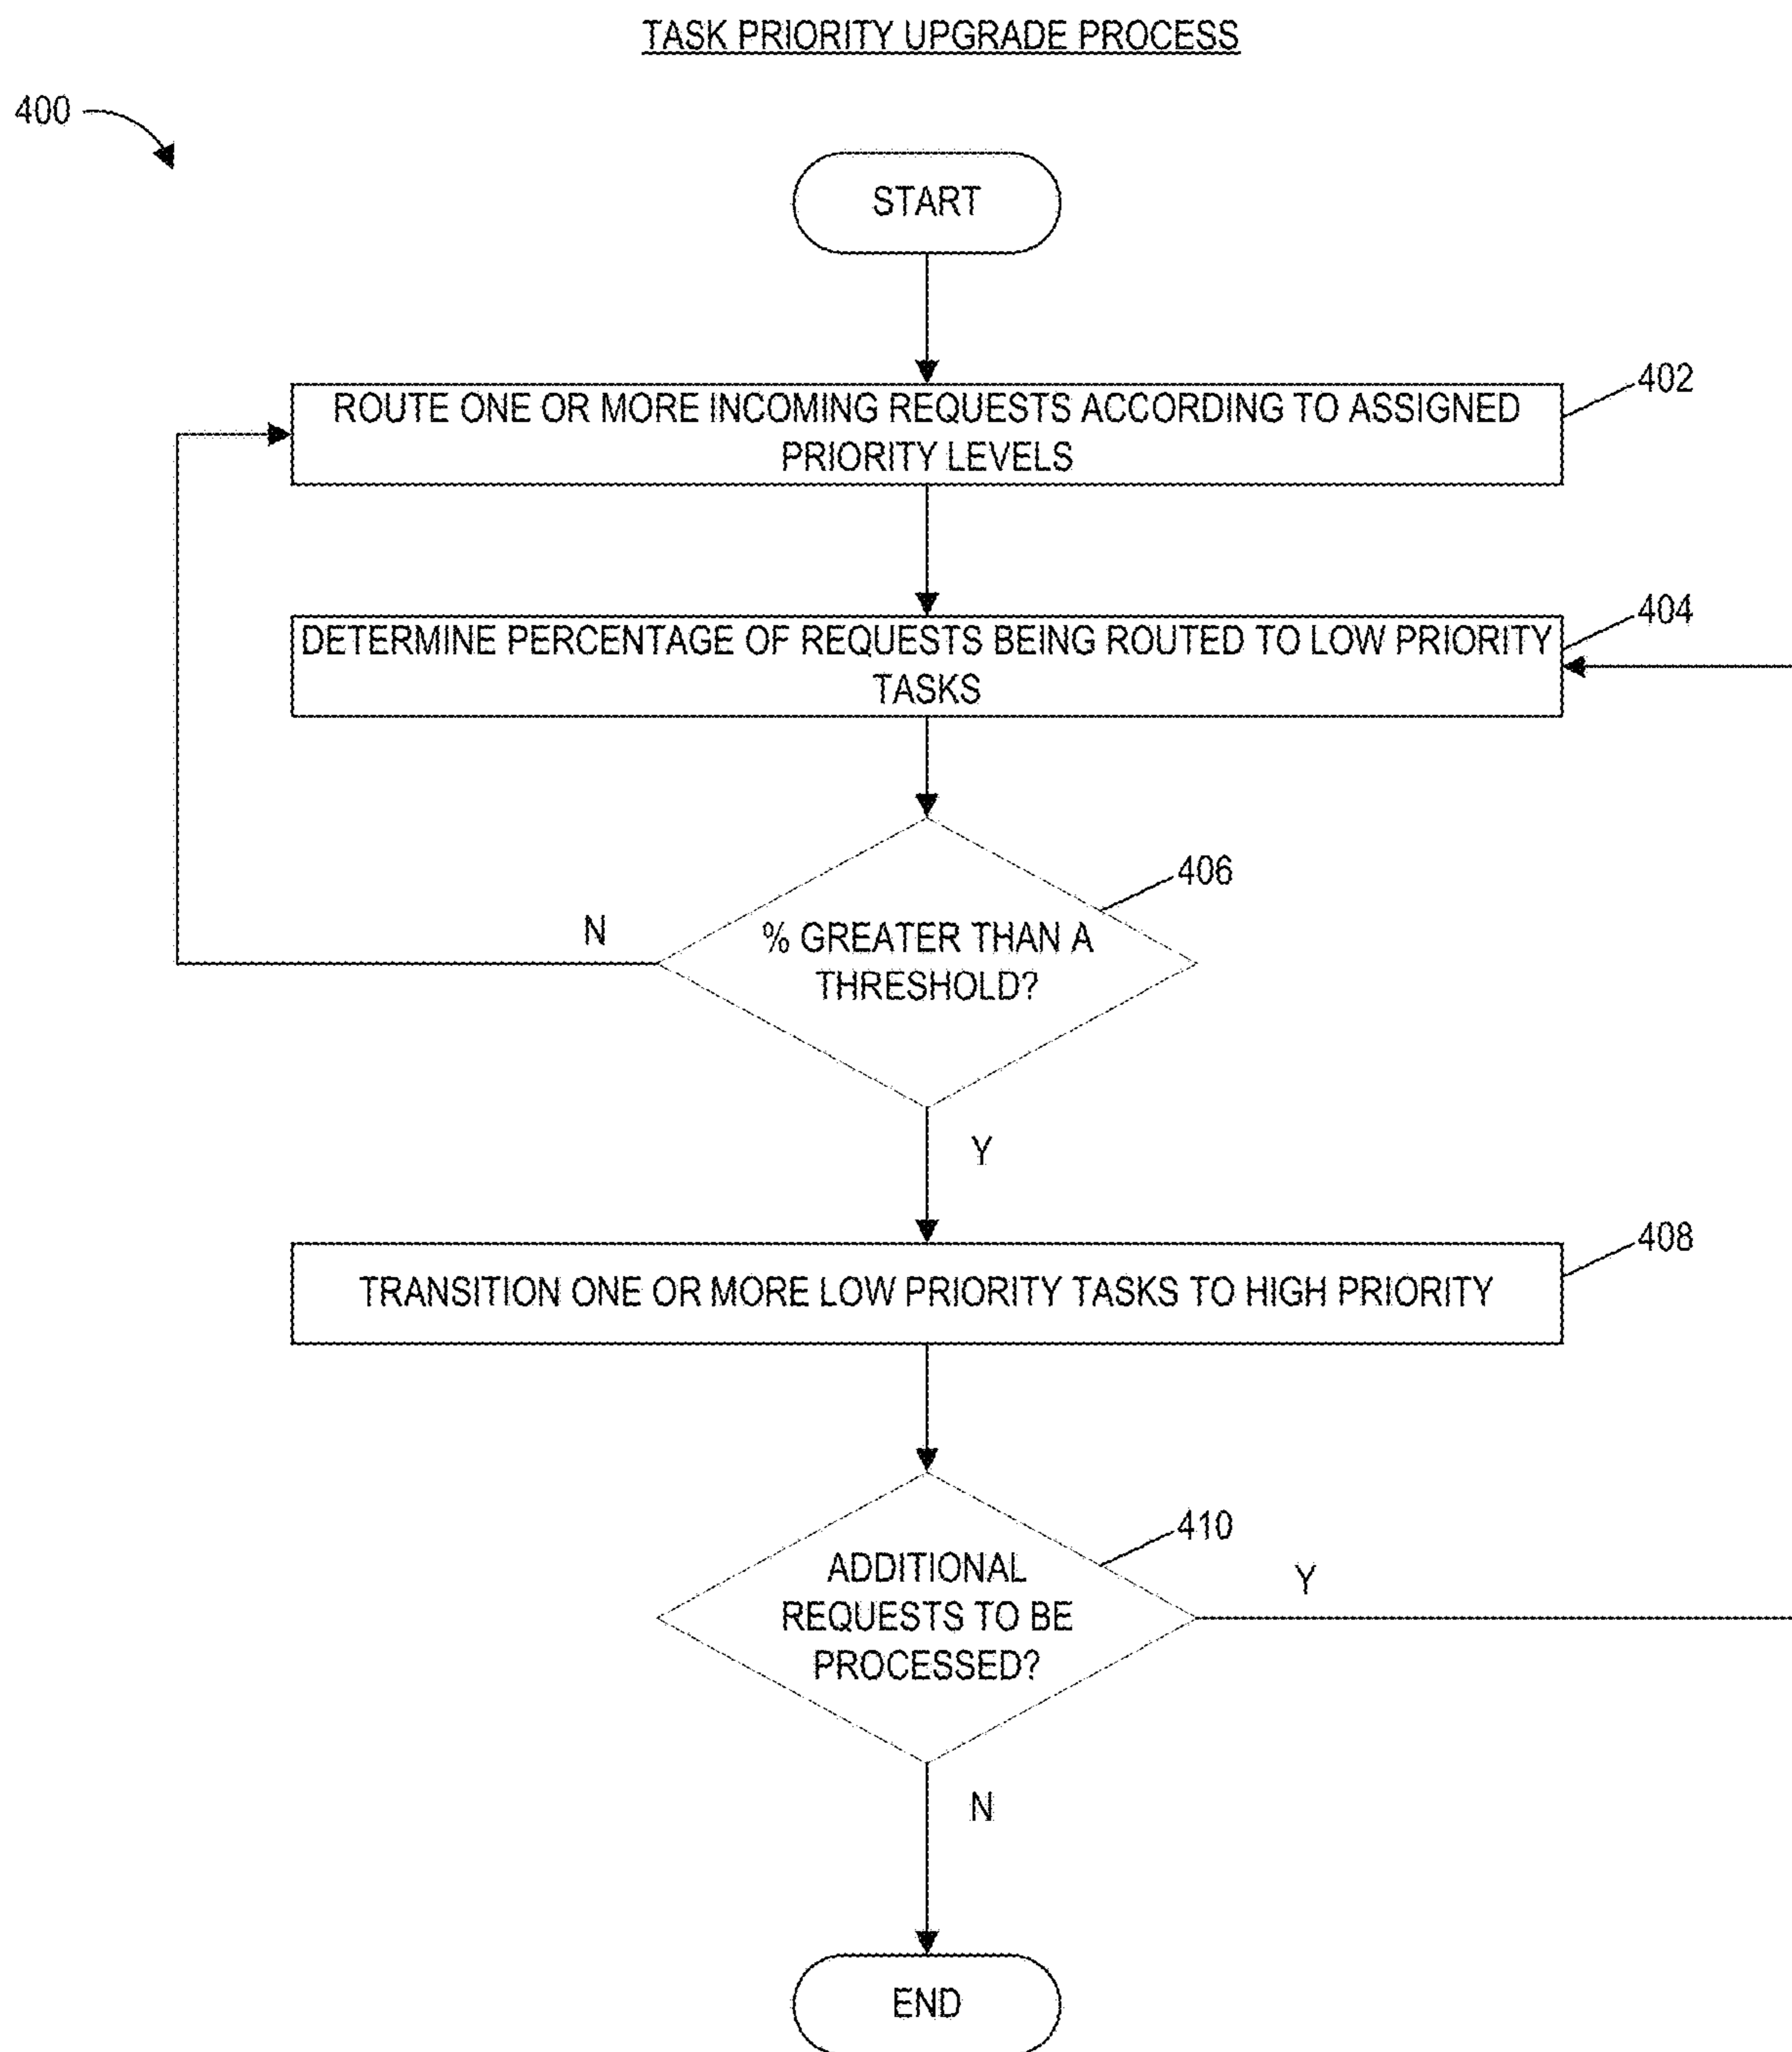 TASK PRIORITY UPGRADE PROCESS
400
START
402
ROUTE ONE OR MORE INCOMING REQUESTS ACCORDING TO ASSIGNED
PRIORITY LEVELS
404
DETERMINE PERCENTAGE OF REQUESTS BEING ROUTED TO LOW PRIORITY
TASKS
406
N
% GREATER THAN A
THRESHOLD?
Y
408
TRANSITION ONE OR MORE LOW PRIORITY TASKS TO HIGH PRIORITY
410
ADDITIONAL
REQUESTS TO BE
PROCESSED?
Y
N
END